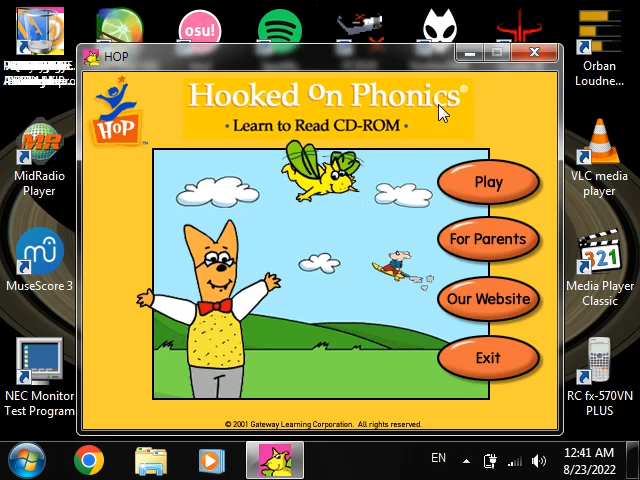 osu!
HOP
Orban
Loudne...
Hooked on Phonics®
• Learn to Read CD-ROM •
HOP
™
MidRadio
Player
VLC media
player
Play
For Parents
MuseScore 3
321
Media Player
Classic
Our Website
Exit
NEC Monitor
Test Program
RC fx-570VN
PLUS
© 2001 Gateway Learning Corporation. All rights reserved.
EN
12:41 AM
8/23/2022